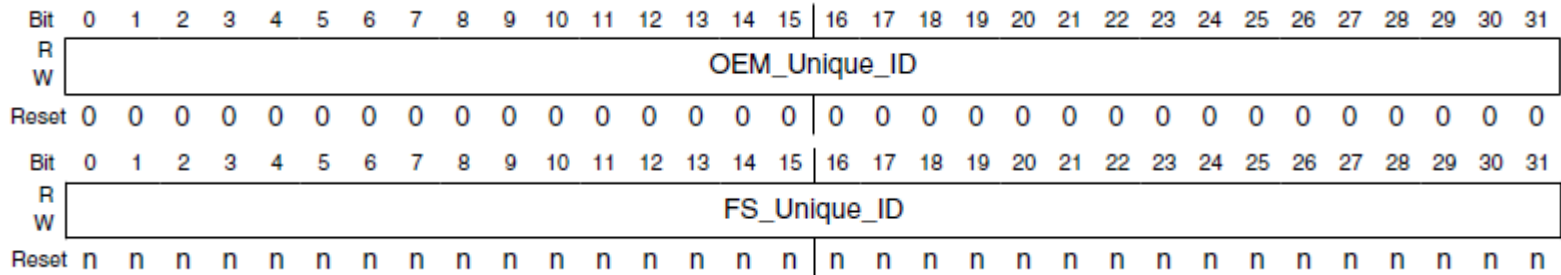 Bit 0 1 2 3 4 5 6 7 8 9 10 11 12 13 14 15 16 17 18 19 20 21 22 23 24 25 26 27 28 29 30 31
R
OEM_Unique_ID
W
Reset 0 0 0 0 0 0 0 0 0 0 0 0 0 0 0 0 0 0 0 0 0 0 0 0 0 0 0 0 0 0 0 0
Bit 0 1 2 3 4 5 6 7 8 9 10 11 12 13 14 15 16 17 18 19 20 21 22 23 24 25 26 27 28 29 30 31
R
FS_Unique_ID
W
Reset n n n n n n n n n n n n n n n n n n n n n n n n n n n n n n n n